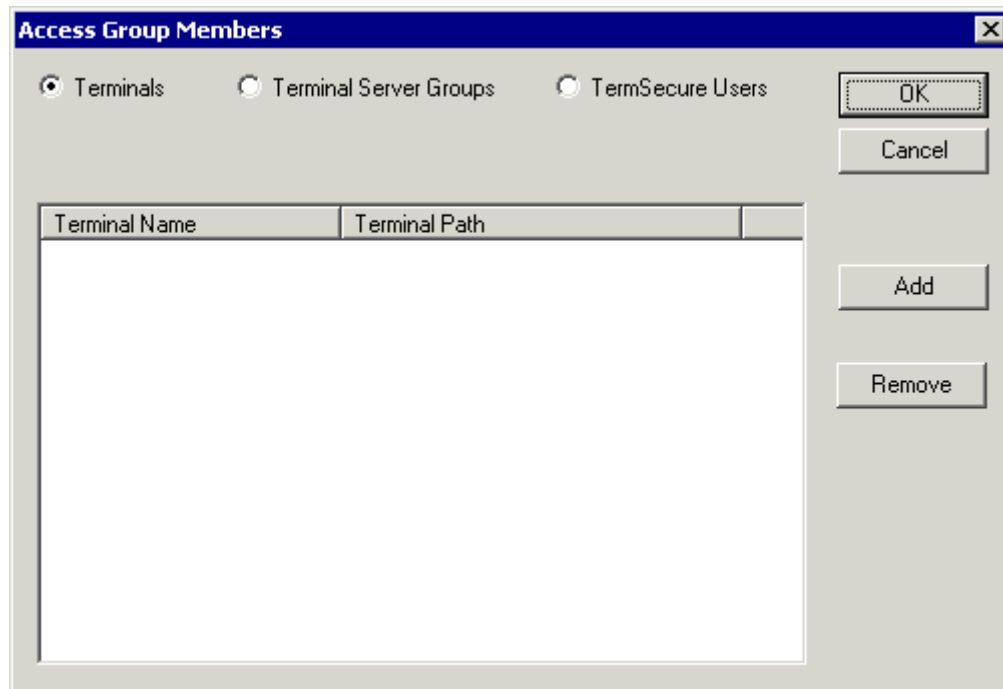 Access Group Members
Terminals Terminal Server Groups TermSecure Users
OK
Cancel
Terminal Name Terminal Path
Add
Remove